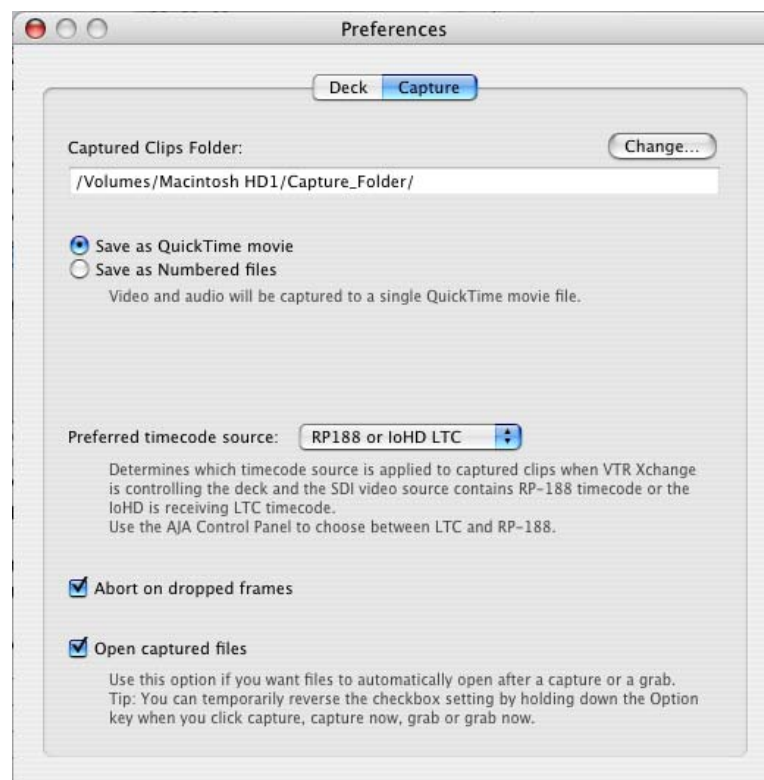 Preferences
Deck Capture
Captured Clips Folder: Change...
/Volumes/Macintosh HD1/Capture_Folder/
Save as QuickTime movie
Save as Numbered files
Video and audio will be captured to a single QuickTime movie file.
Preferred timecode source: RP188 or IoHD LTC
Determines which timecode source is applied to captured clips when VTR Xchange
is controlling the deck and the SDI video source contains RP-188 timecode or the
IoHD is receiving LTC timecode.
Use the AJA Control Panel to choose between LTC and RP-188.
Abort on dropped frames
Open captured files
Use this option if you want files to automatically open after a capture or a grab.
Tip: You can temporarily reverse the checkbox setting by holding down the Option
key when you click capture, capture now, grab or grab now.